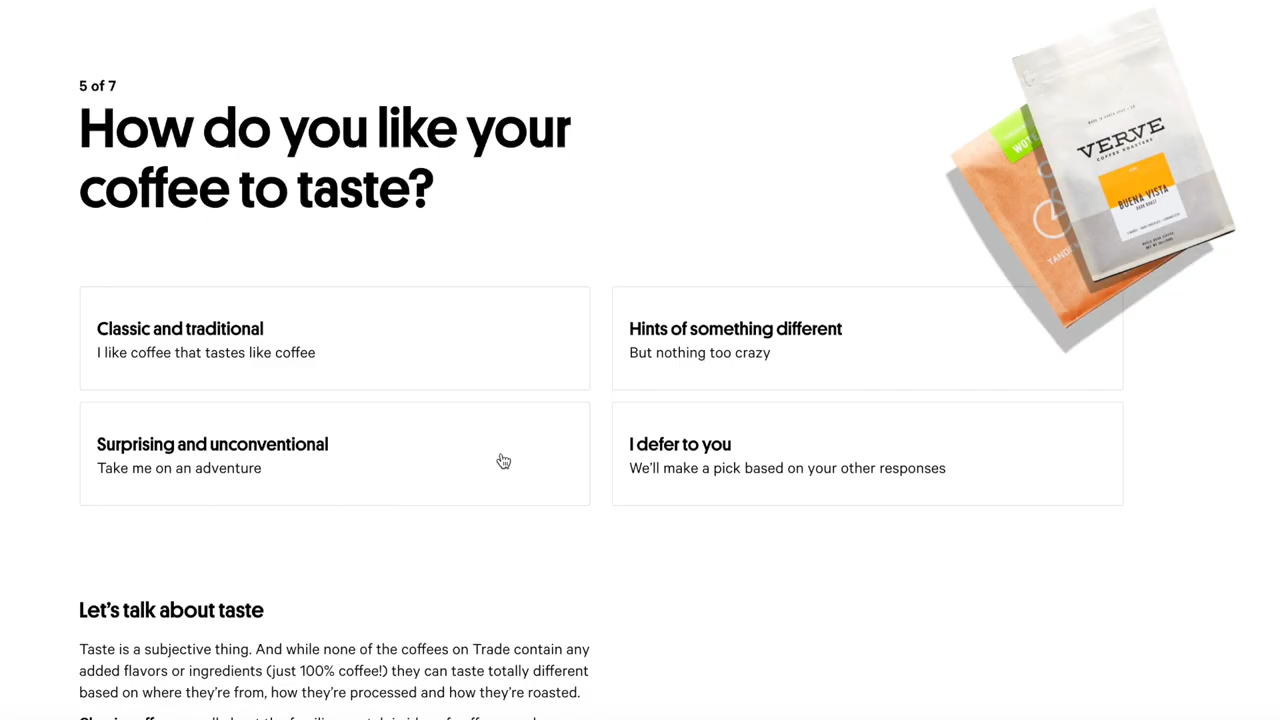 5 of 7
How do you like your
coffee to taste?
VERVE
COFFEE ROASTERS
BUENA VISTA
DARK ROAST
Classic and traditional
I like coffee that tastes like coffee
Hints of something different
But nothing too crazy
Surprising and unconventional
Take me on an adventure
I defer to you
We'll make a pick based on your other responses
Let's talk about taste
Taste is a subjective thing. And while none of the coffees on Trade contain any
added flavors or ingredients (just 100% coffee!) they can taste totally different
based on where they're from, how they're processed and how they're roasted.